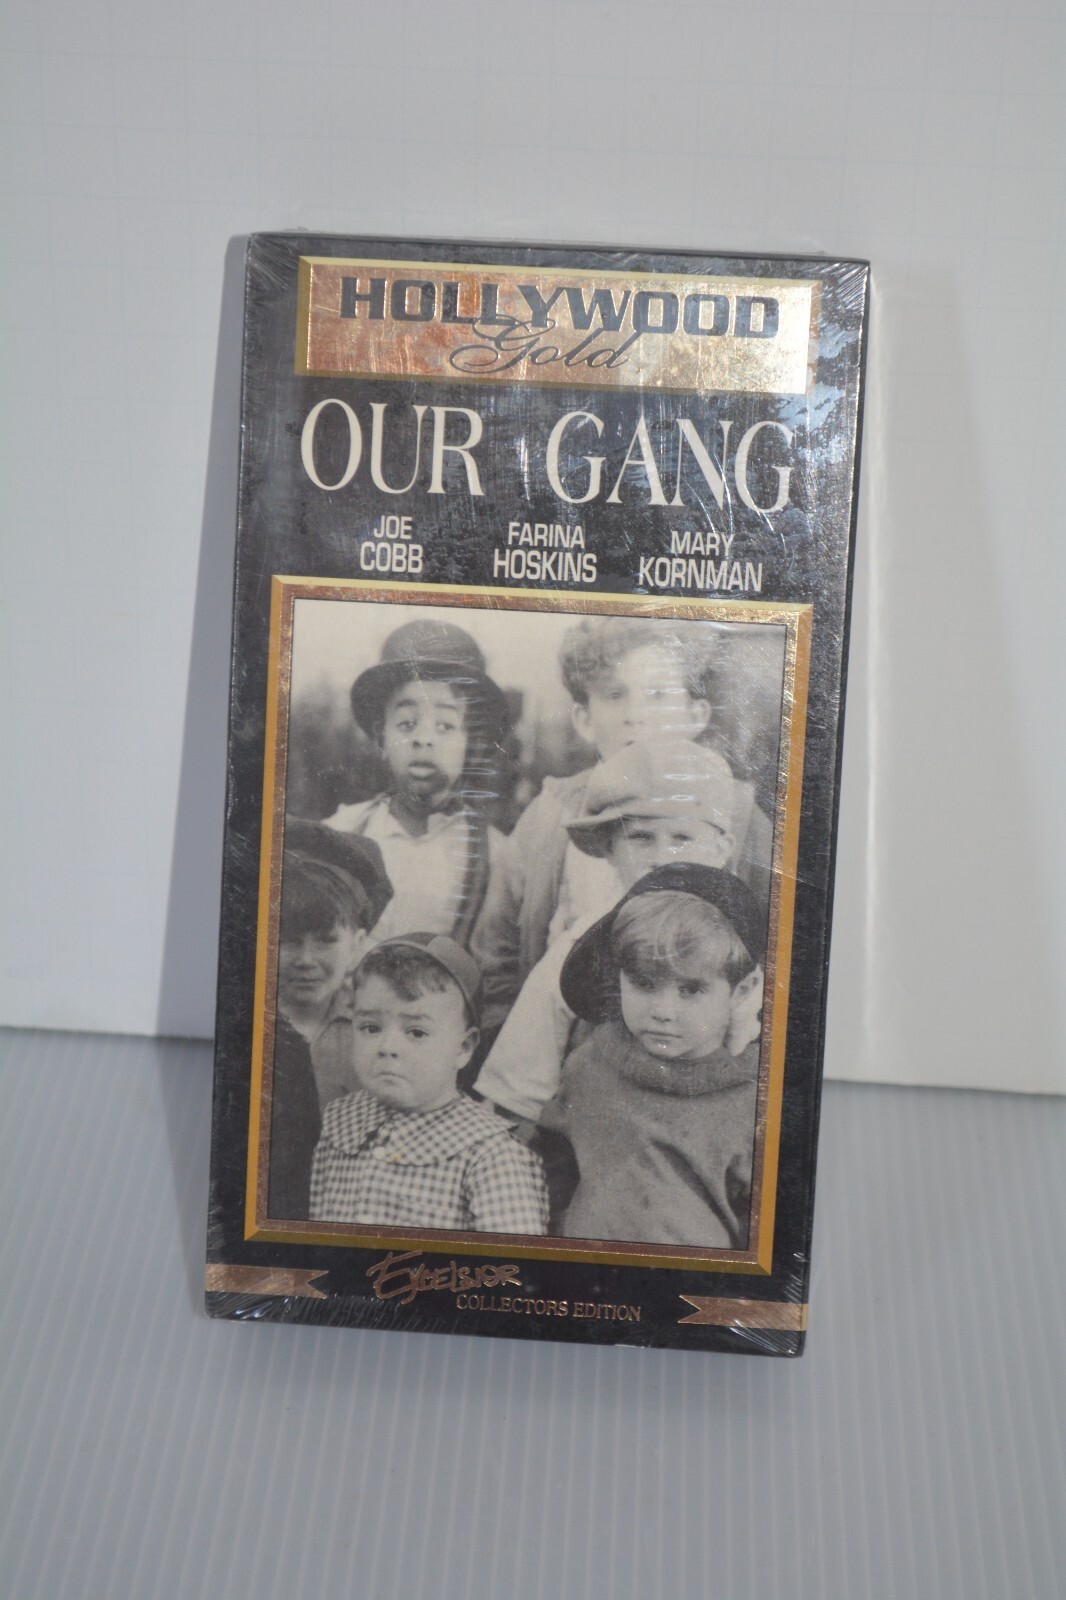 HOLLYWOOD
Gold
OUR GANG
JOE COBB
FARINA HOSKINS
MARY KORNMAN
EXCELSIOR
COLLECTORS EDITION